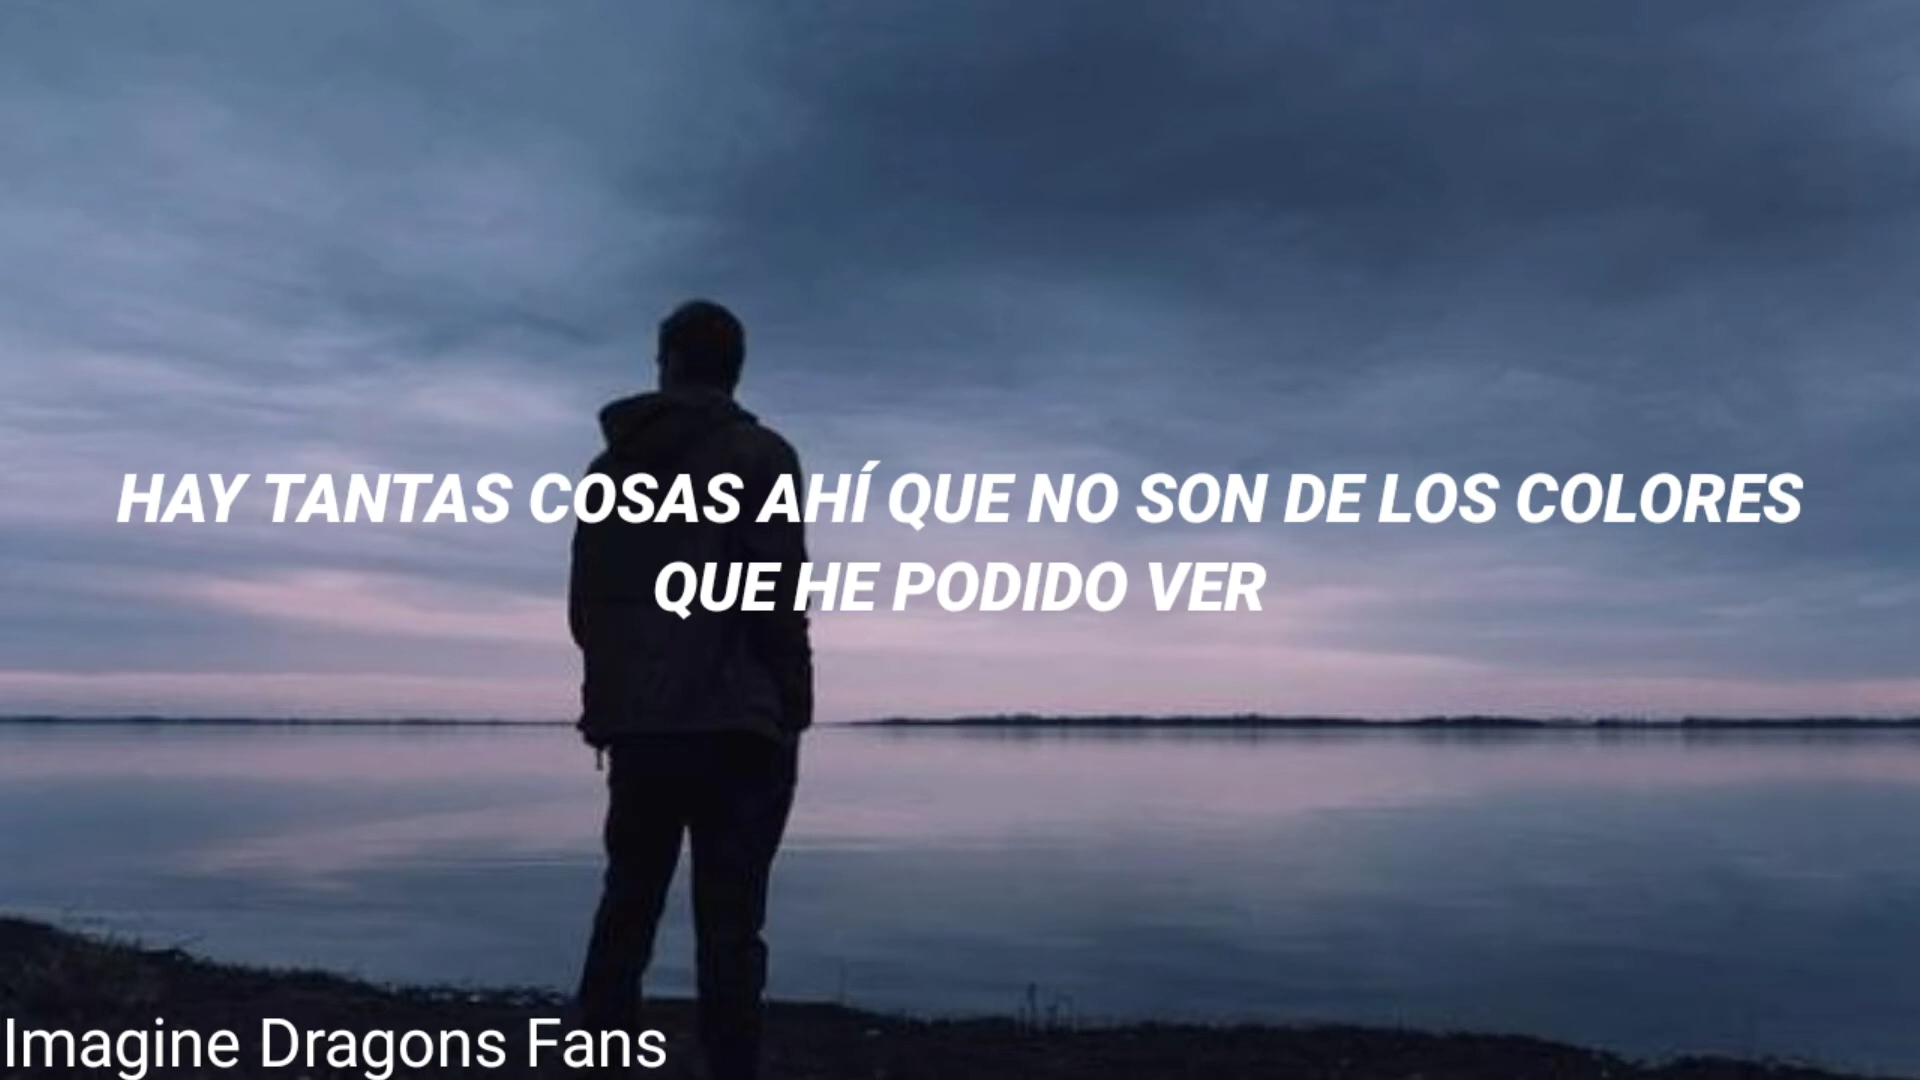 HAY TANTAS COSAS AHÍ QUE NO SON DE LOS COLORES
QUE HE PODIDO VER
Imagine Dragons Fans